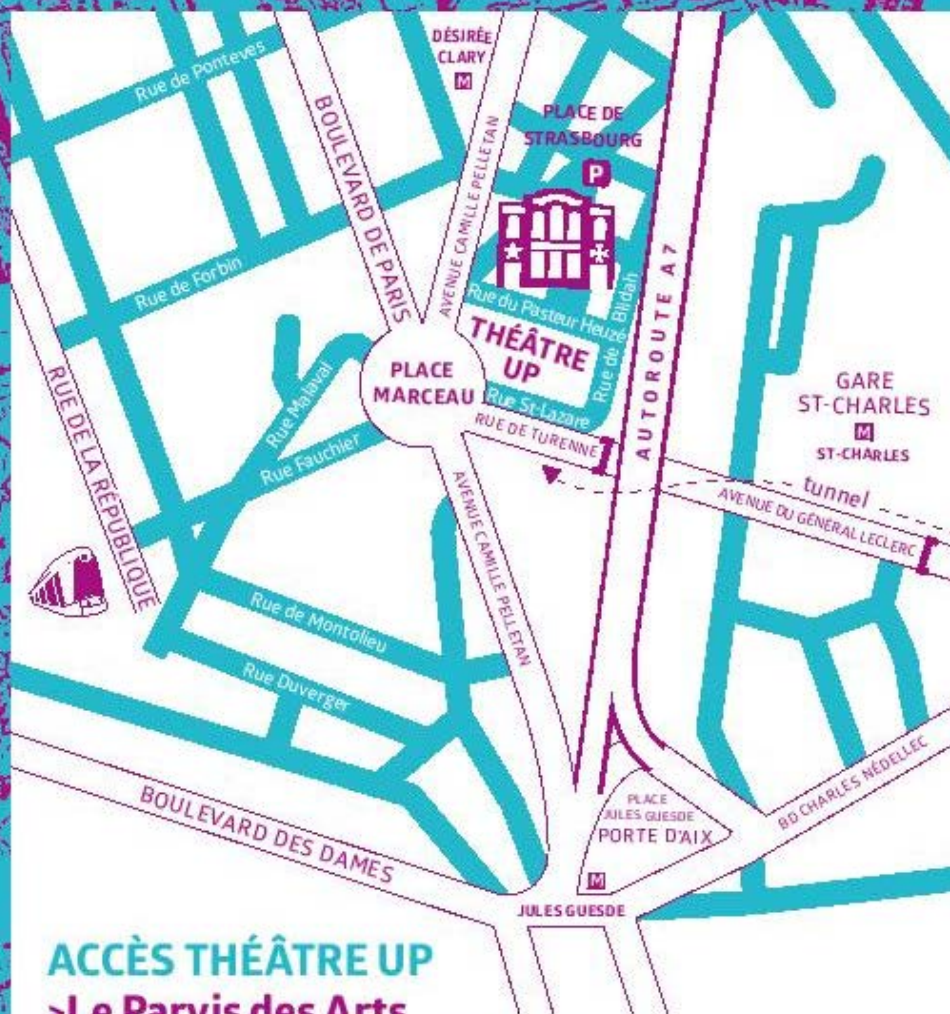 DÉSIRÉE
CLARY
M
Rue de Ponteves
BOULEVARD DE PARIS
AVENUE CAMILLE PELLETAN
PLACE DE
STRASBOURG
P
Rue de Forbin
Rue du Pasteur Heuzé
Rue de Blidah
AUTOROUTE A7
THÉÂTRE
UP
PLACE
MARCEAU
Rue St-Lazare
RUE DE TURENNE
Rue Malaval
Rue Fauchier
RUE DE LA RÉPUBLIQUE
GARE
ST-CHARLES
M
ST-CHARLES
tunnel
AVENUE DU GÉNÉRAL LECLERC
AVENUE CAMILLE PELLETAN
Rue de Montolieu
Rue Duverger
BOULEVARD DES DAMES
PLACE
JULES GUESDE
PORTE D'AIX
M
JULES GUESDE
BD CHARLES NÉDELLEC
ACCÈS THÉÂTRE UP
>Le Parvis des Arts